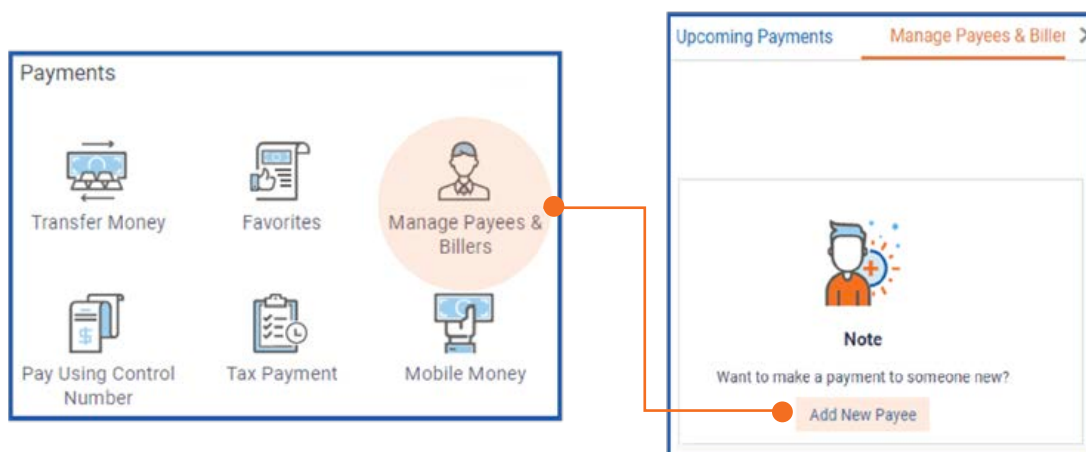 Payments
Transfer Money
Favorites
Manage Payees &
Billers
Pay Using Control
Number
Tax Payment
Mobile Money
Upcoming Payments
Manage Payees & Biller
Note
Want to make a payment to someone new?
Add New Payee